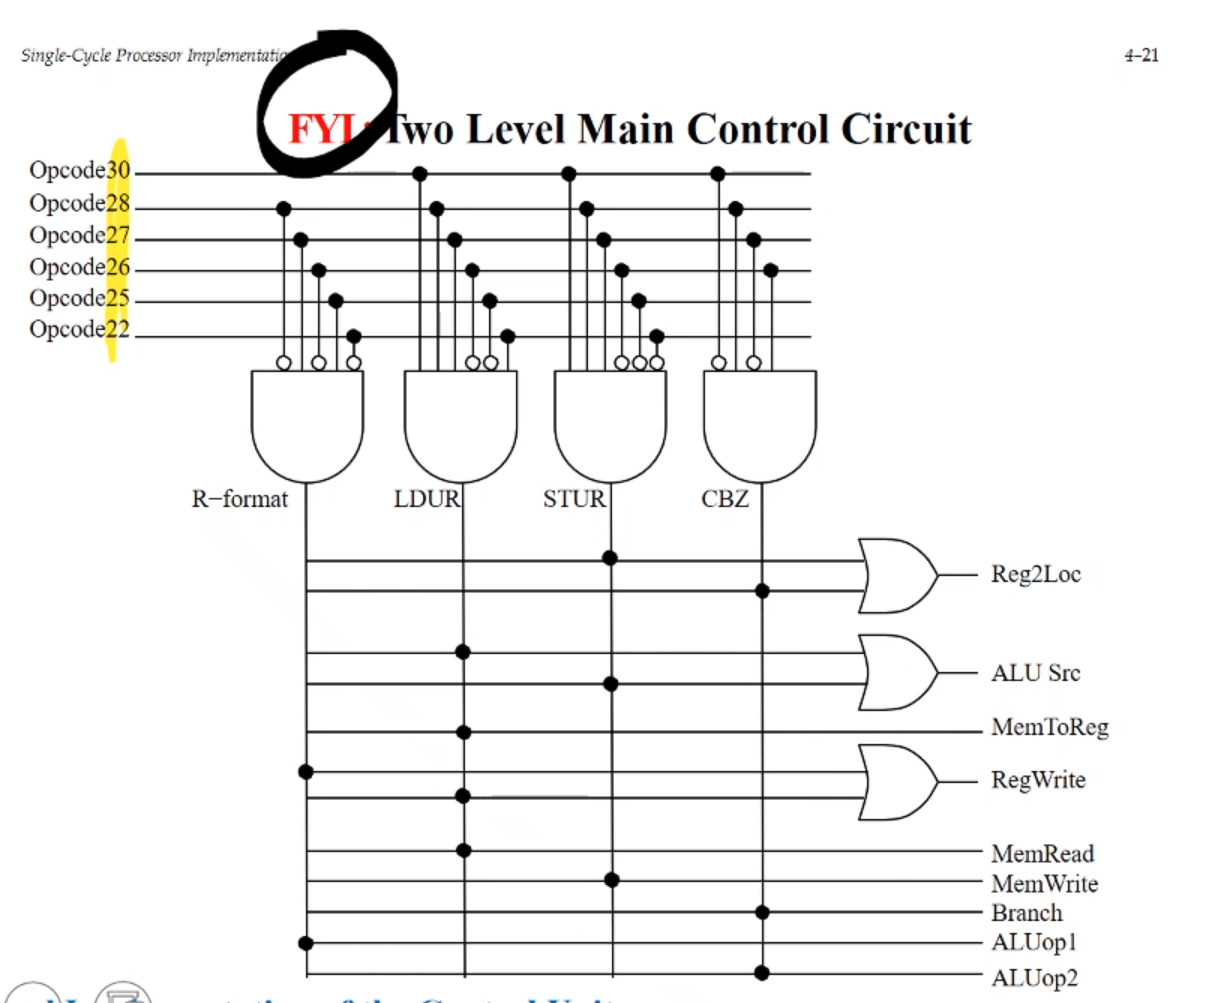 Single-Cycle Processor Implementatio
4–21
FYI: Two Level Main Control Circuit
Opcode30
Opcode28
Opcode27
Opcode26
Opcode25
Opcode22
R−format LDUR STUR CBZ
Reg2Loc
ALU Src
MemToReg
RegWrite
MemRead
MemWrite
Branch
ALUop1
ALUop2